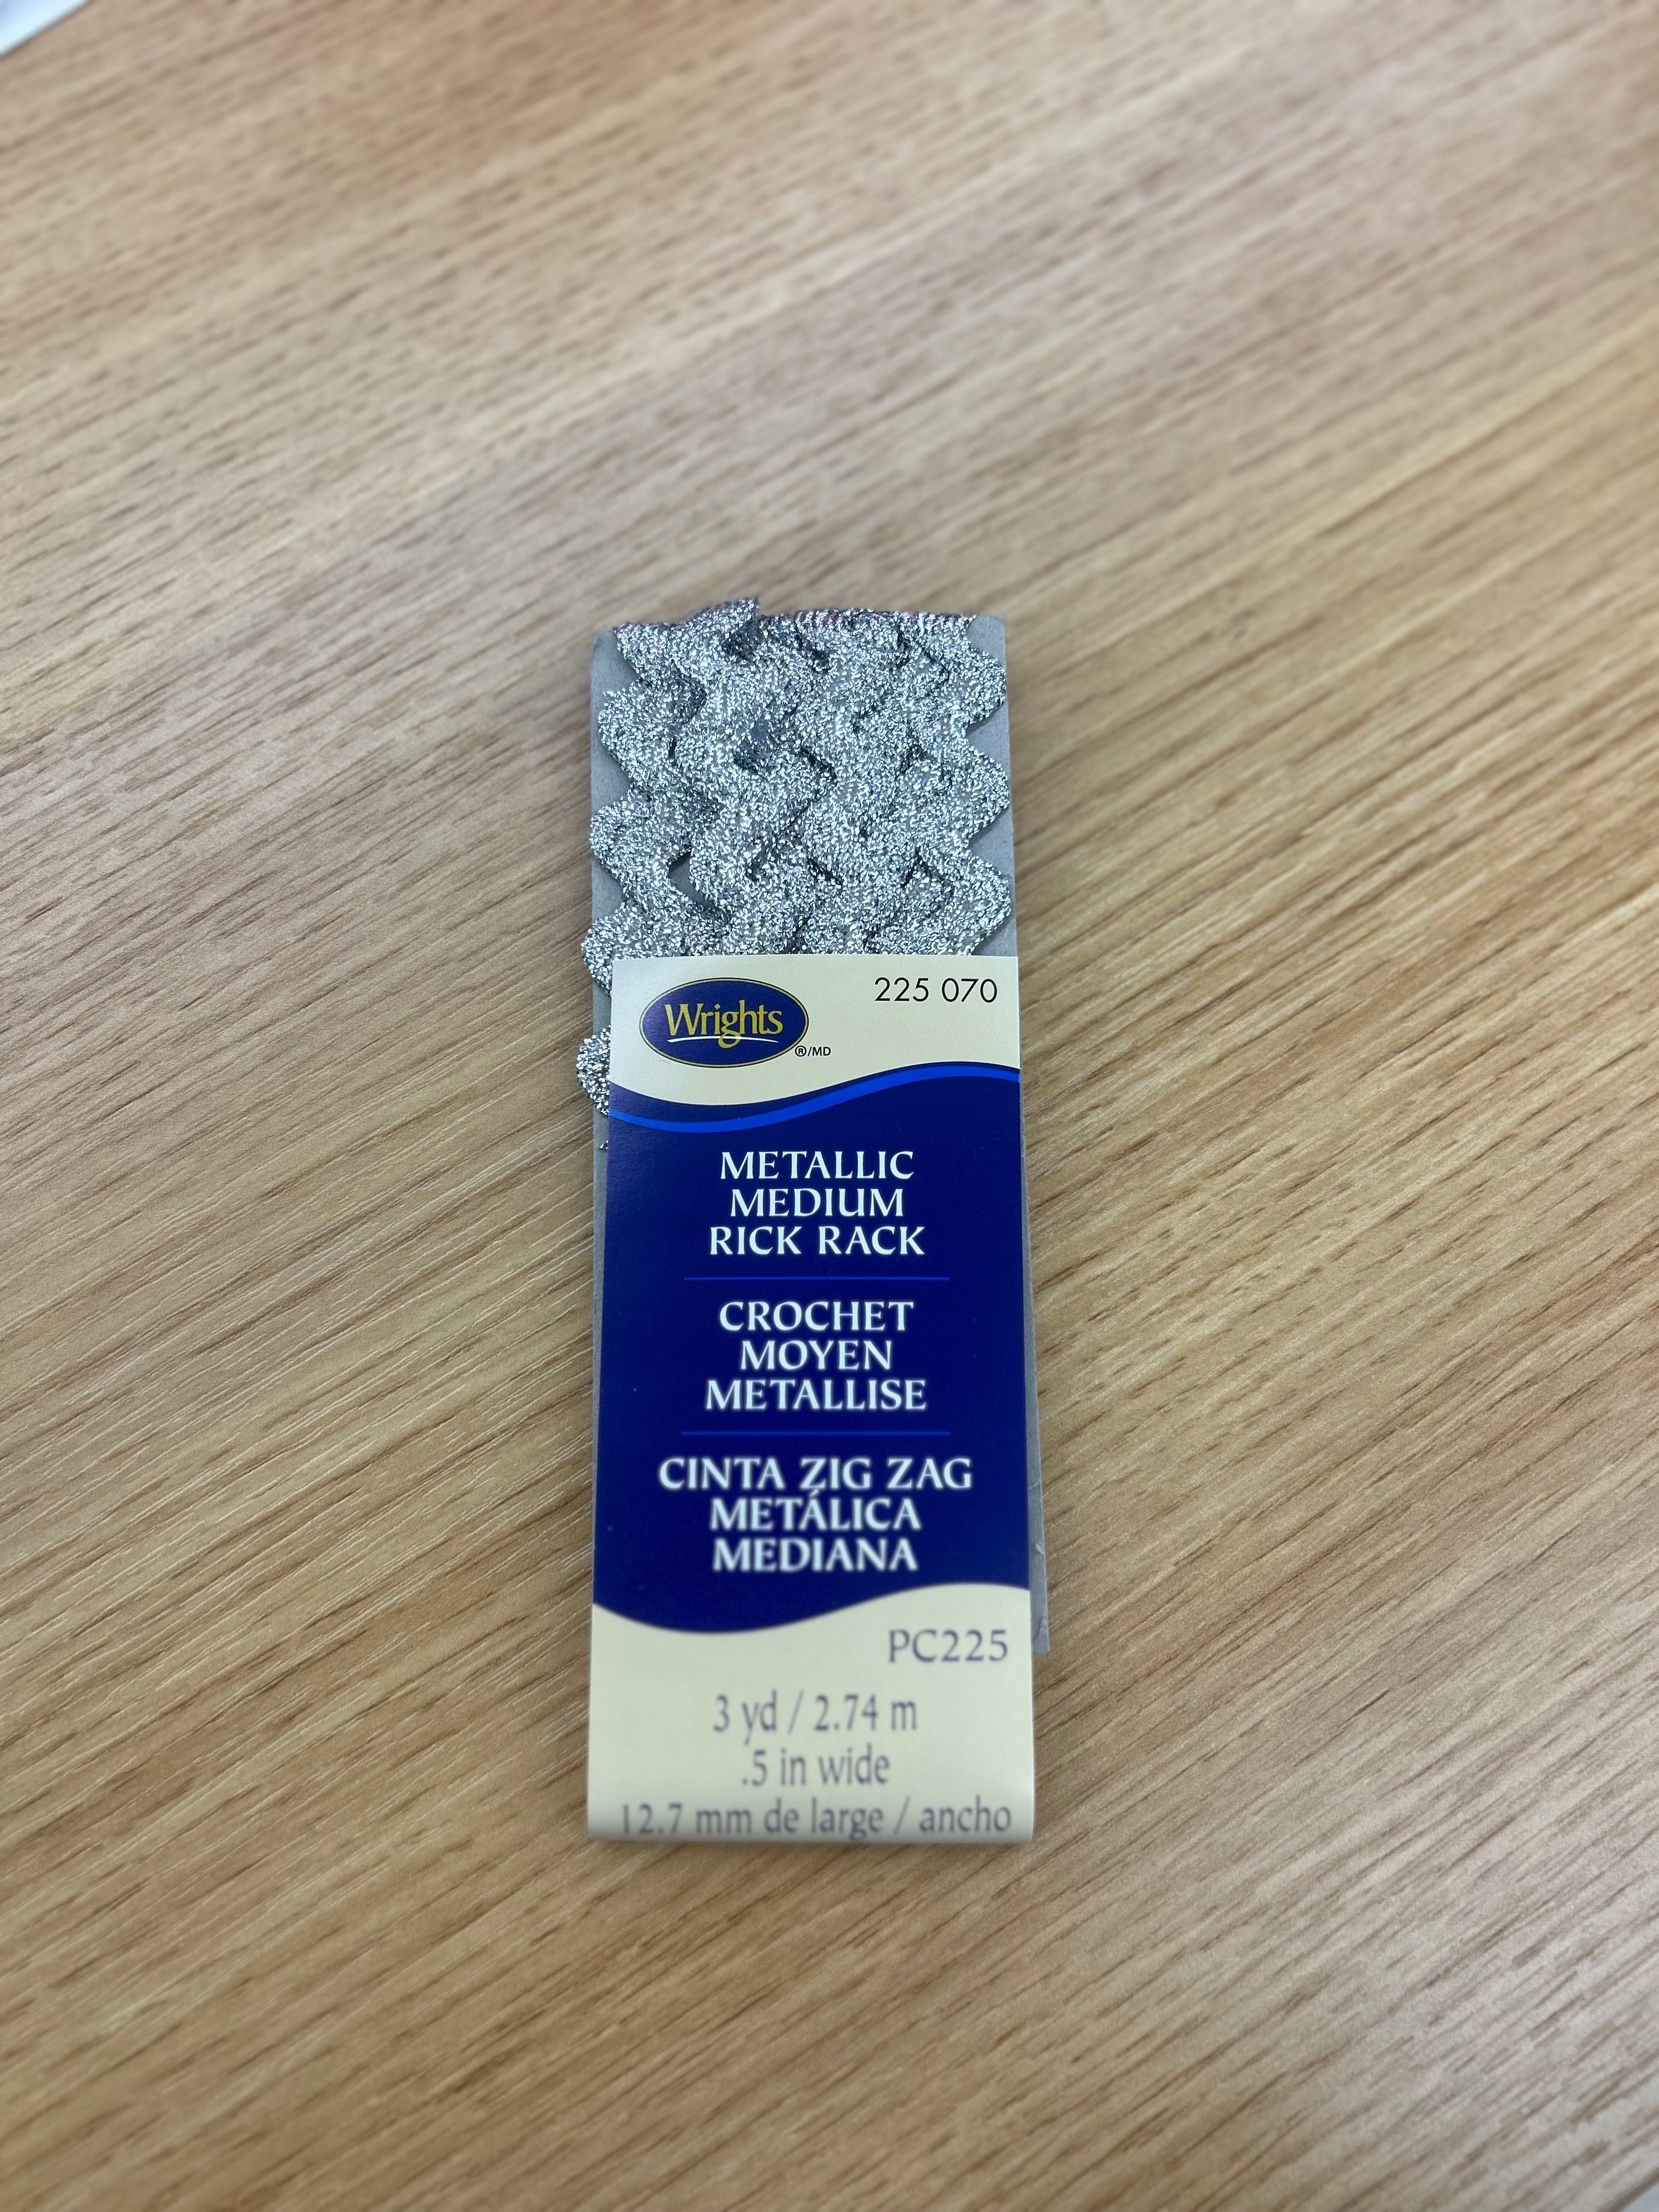 Wrights
®/MD
225 070
METALLIC
MEDIUM
RICK RACK
CROCHET
MOYEN
METALLISE
CINTA ZIG ZAG
METÁLICA
MEDIANA
PC225
3 yd / 2.74 m
.5 in wide
12.7 mm de large / ancho